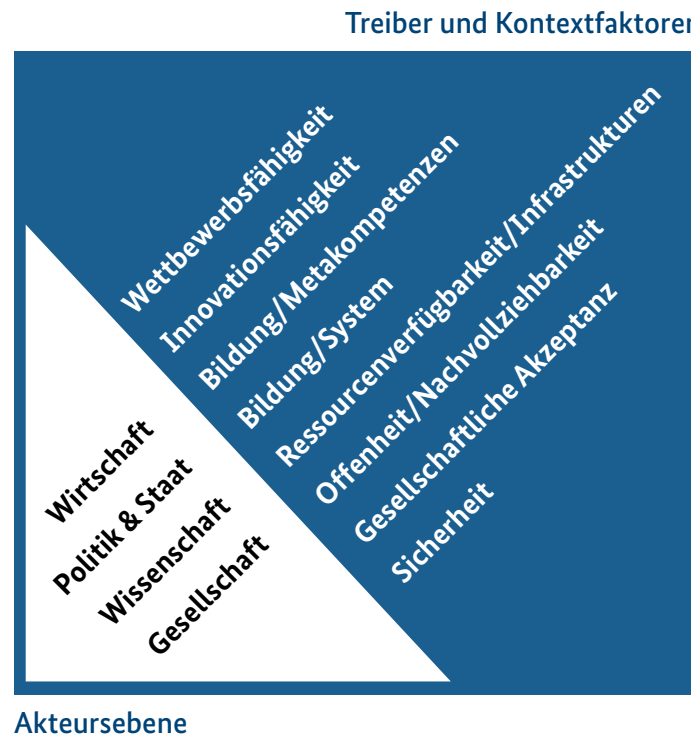 Treiber und Kontextfaktoren
Wettbewerbsfähigkeit
Innovationsfähigkeit
Bildung/Metakompetenzen
Bildung/System
Ressourcenverfügbarkeit/Infrastrukturen
Offenheit/Nachvollziehbarkeit
Gesellschaftliche Akzeptanz
Sicherheit
Wirtschaft
Politik & Staat
Wissenschaft
Gesellschaft
Akteursebene